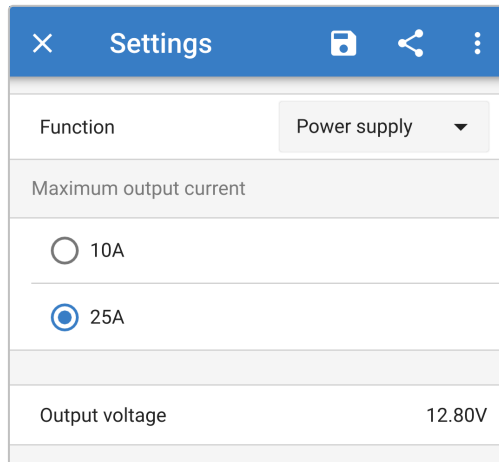 Settings
Function Power supply
Maximum output current
10A
25A
Output voltage 12.80V